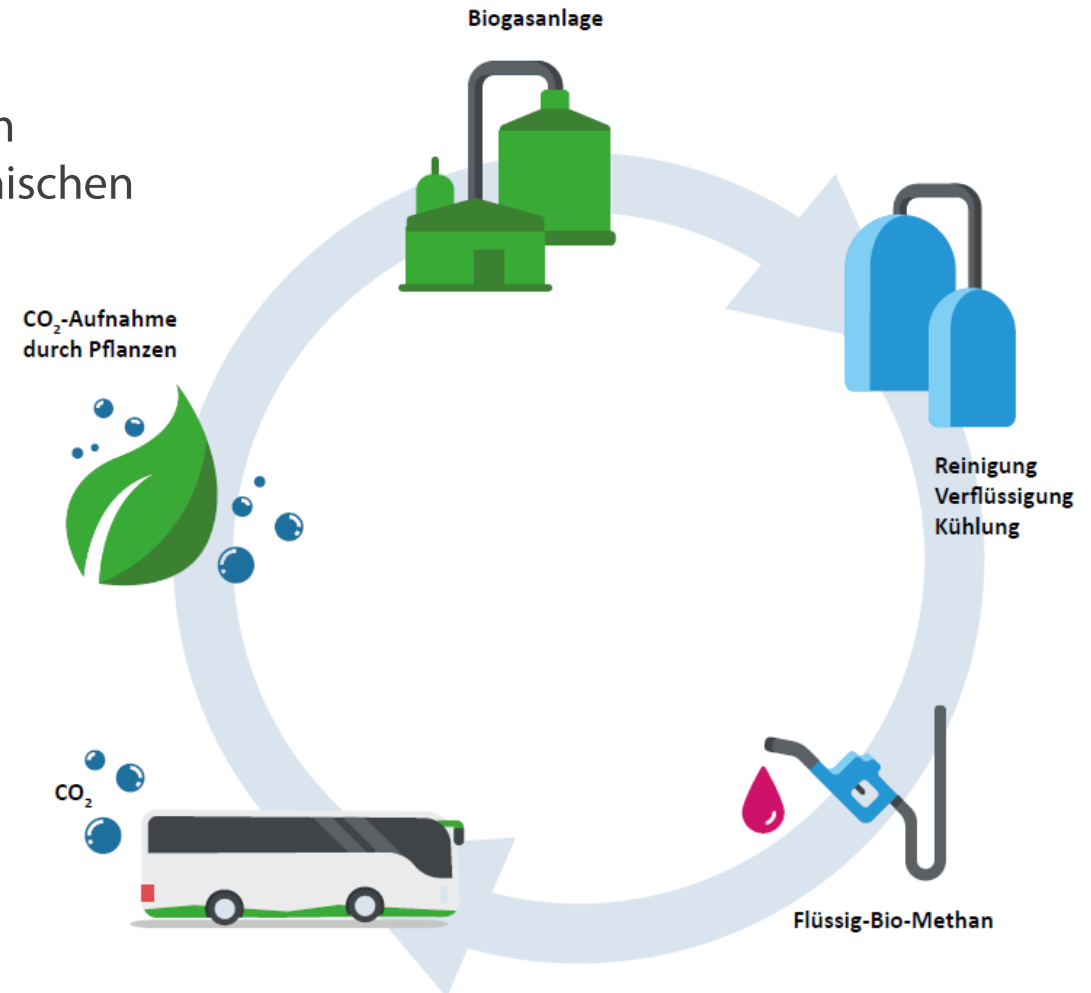 Biogasanlage
CO₂-Aufnahme
durch Pflanzen
Reinigung
Verflüssigung
Kühlung
CO₂
Flüssig-Bio-Methan